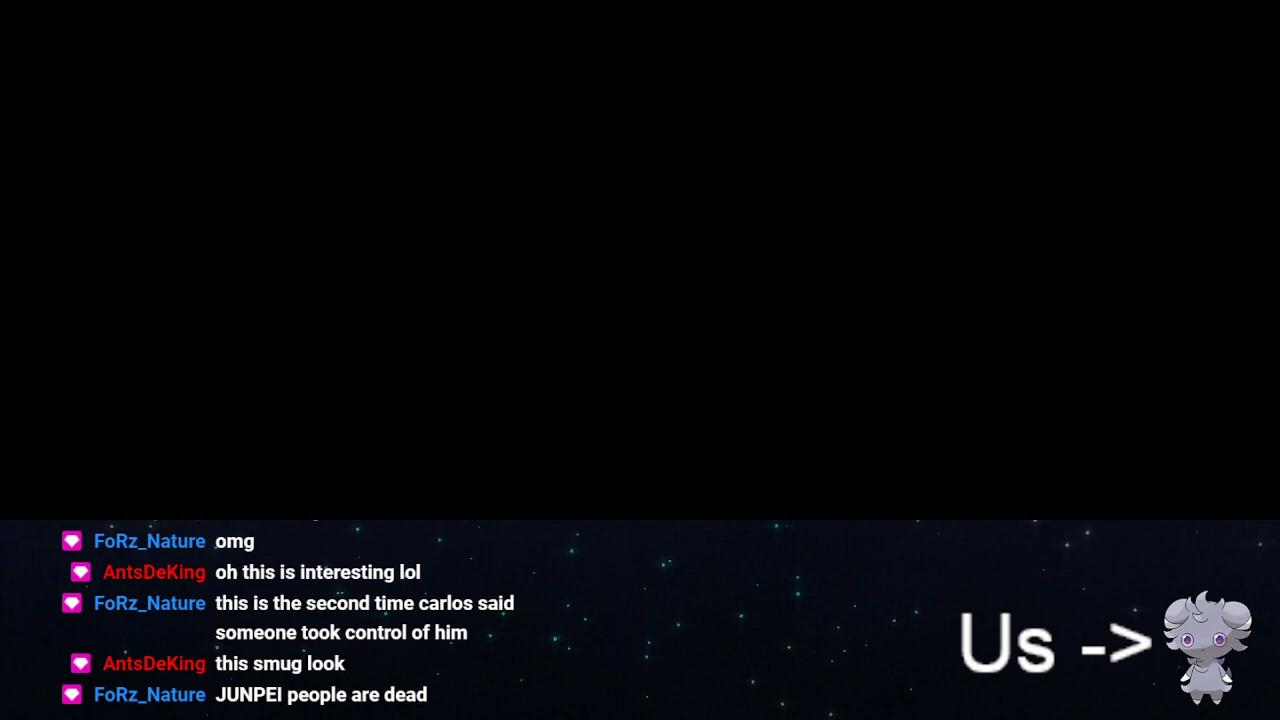 FoRz_Nature omg
AntsDeKing oh this is interesting lol
FoRz_Nature this is the second time carlos said
someone took control of him
AntsDeKing this smug look
FoRz_Nature JUNPEI people are dead
Us ->